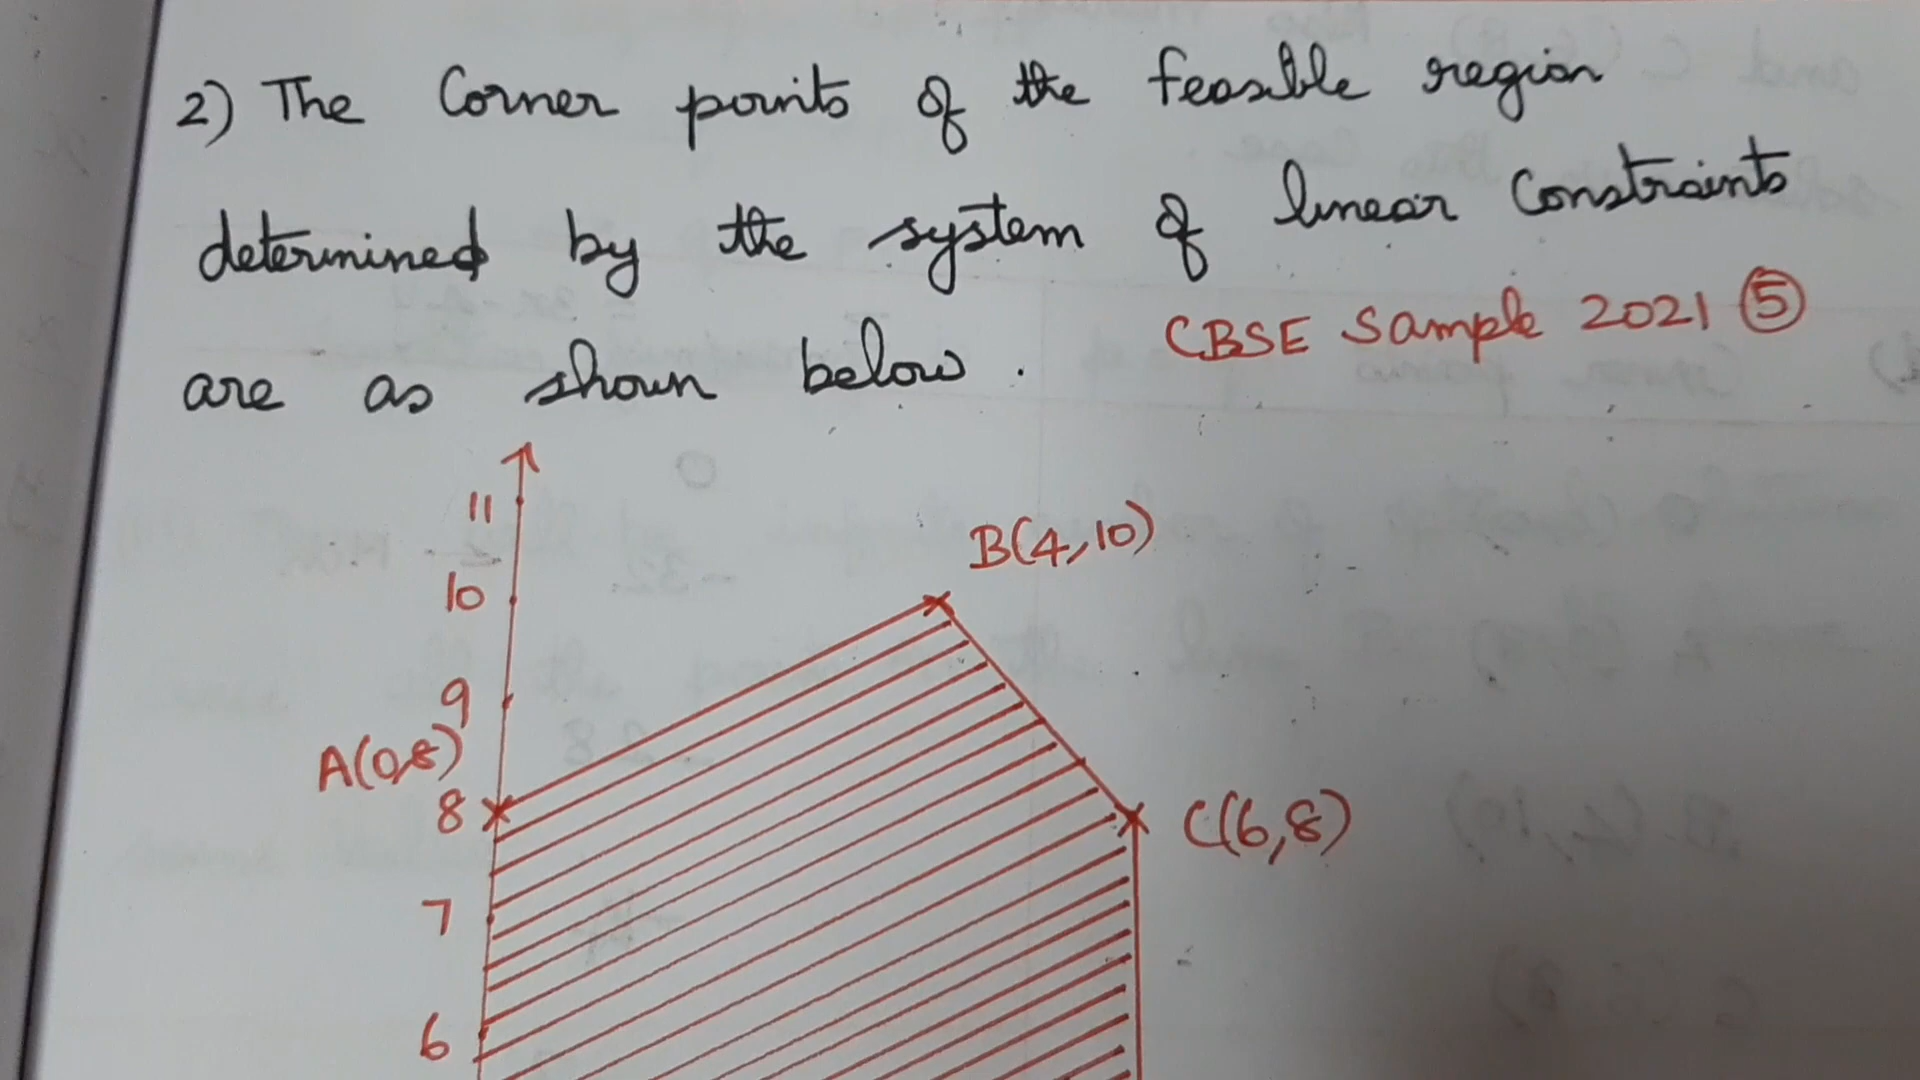 2) The Corner points of the feasible region
determined by the system of linear Constraints
are as shown below.
CBSE Sample 2021 5
11
10
B(4,10)
9
A(0,8)
8
C(6,8)
7
6